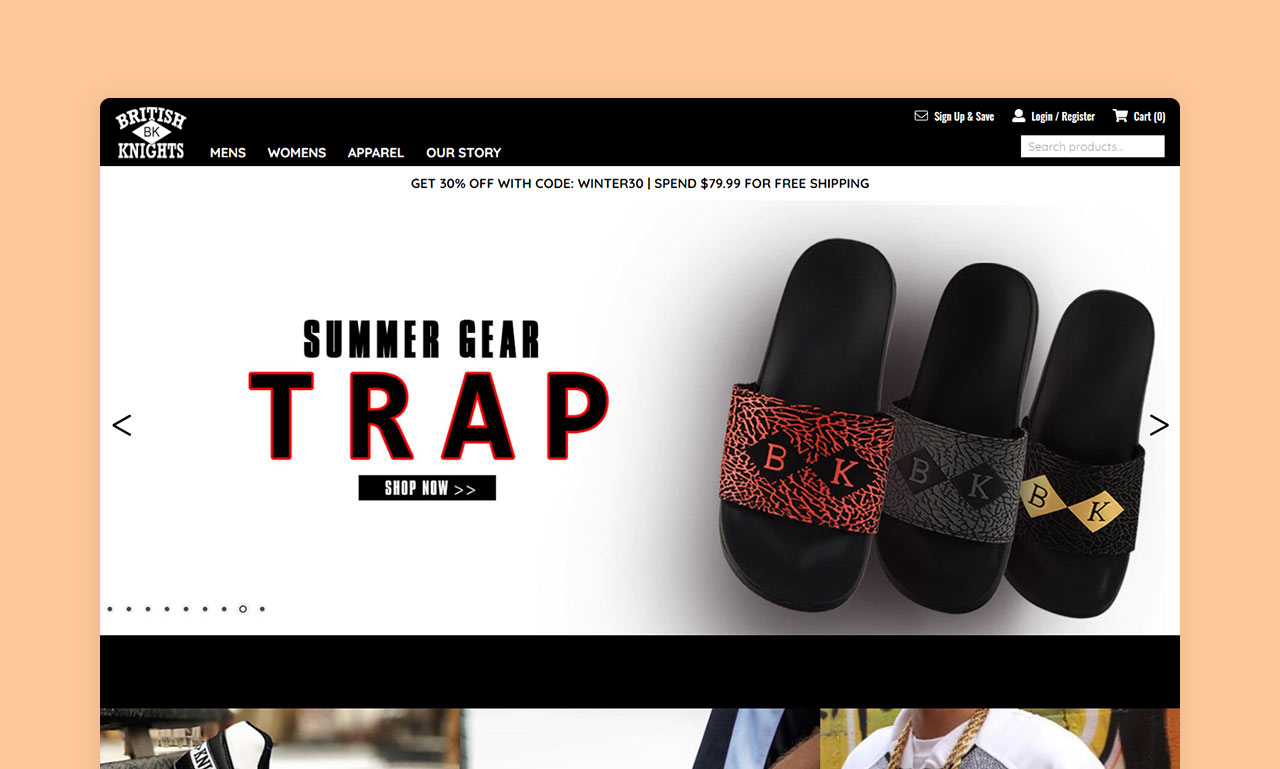 BRITISH
BK
KNIGHTS
Sign Up & Save
Login / Register
Cart (0)
MENS
WOMENS
APPAREL
OUR STORY
Search products...
GET 30% OFF WITH CODE: WINTER30 | SPEND $79.99 FOR FREE SHIPPING
SUMMER GEAR
TRAP
SHOP NOW >>
<
>
B K
B K
B K